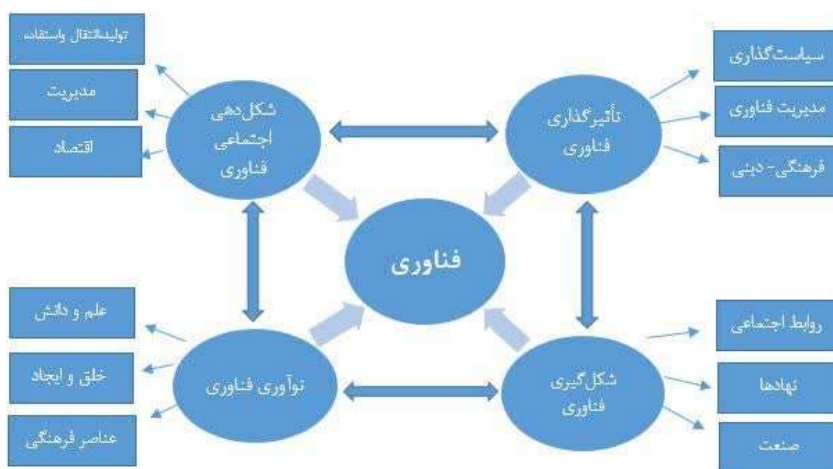 سیاست‌گذاری
مدیریت فناوری
فرهنگی- دینی
تأثیرگذاری
فناوری
شکل‌دهی
اجتماعی
فناوری
تولید،انتقال واستفاده
مدیریت
اقتصاد
فناوری
روابط اجتماعی
نهادها
صنعت
شکل‌گیری
فناوری
نوآوری فناوری
علم و دانش
خلق و ایجاد
عناصر فرهنگی